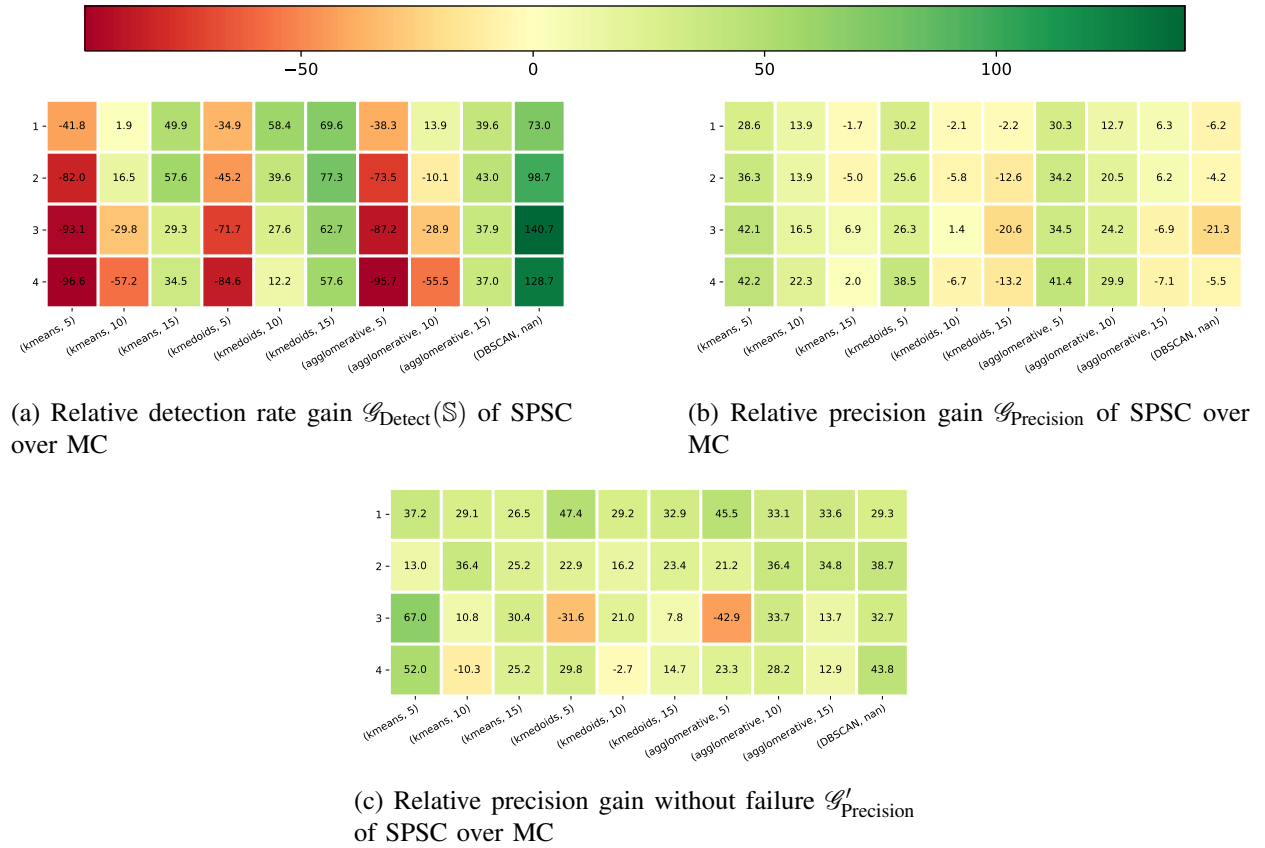 −50 0 50 100
1 -41.8 1.9 49.9 -34.9 58.4 69.6 -38.3 13.9 39.6 73.0
2 -82.0 16.5 57.6 -45.2 39.6 77.3 -73.5 -10.1 43.0 98.7
3 -93.1 -29.8 29.3 -71.7 27.6 62.7 -87.2 -28.9 37.9 140.7
4 -96.6 -57.2 34.5 -84.6 12.2 57.6 -95.7 -55.5 37.0 128.7
(kmeans, 5) (kmeans, 10) (kmeans, 15) (kmedoids, 5) (kmedoids, 10) (kmedoids, 15) (agglomerative, 5) (agglomerative, 10) (agglomerative, 15) (DBSCAN, nan)
(a) Relative detection rate gain 𝒢Detect(𝕊) of SPSC
over MC
1 28.6 13.9 -1.7 30.2 -2.1 -2.2 30.3 12.7 6.3 -6.2
2 36.3 13.9 -5.0 25.6 -5.8 -12.6 34.2 20.5 6.2 -4.2
3 42.1 16.5 6.9 26.3 1.4 -20.6 34.5 24.2 -6.9 -21.3
4 42.2 22.3 2.0 38.5 -6.7 -13.2 41.4 29.9 -7.1 -5.5
(kmeans, 5) (kmeans, 10) (kmeans, 15) (kmedoids, 5) (kmedoids, 10) (kmedoids, 15) (agglomerative, 5) (agglomerative, 10) (agglomerative, 15) (DBSCAN, nan)
(b) Relative precision gain 𝒢Precision of SPSC over
MC
1 37.2 29.1 26.5 47.4 29.2 32.9 45.5 33.1 33.6 29.3
2 13.0 36.4 25.2 22.9 16.2 23.4 21.2 36.4 34.8 38.7
3 67.0 10.8 30.4 -31.6 21.0 7.8 -42.9 33.7 13.7 32.7
4 52.0 -10.3 25.2 29.8 -2.7 14.7 23.3 28.2 12.9 43.8
(kmeans, 5) (kmeans, 10) (kmeans, 15) (kmedoids, 5) (kmedoids, 10) (kmedoids, 15) (agglomerative, 5) (agglomerative, 10) (agglomerative, 15) (DBSCAN, nan)
(c) Relative precision gain without failure 𝒢′Precision
of SPSC over MC